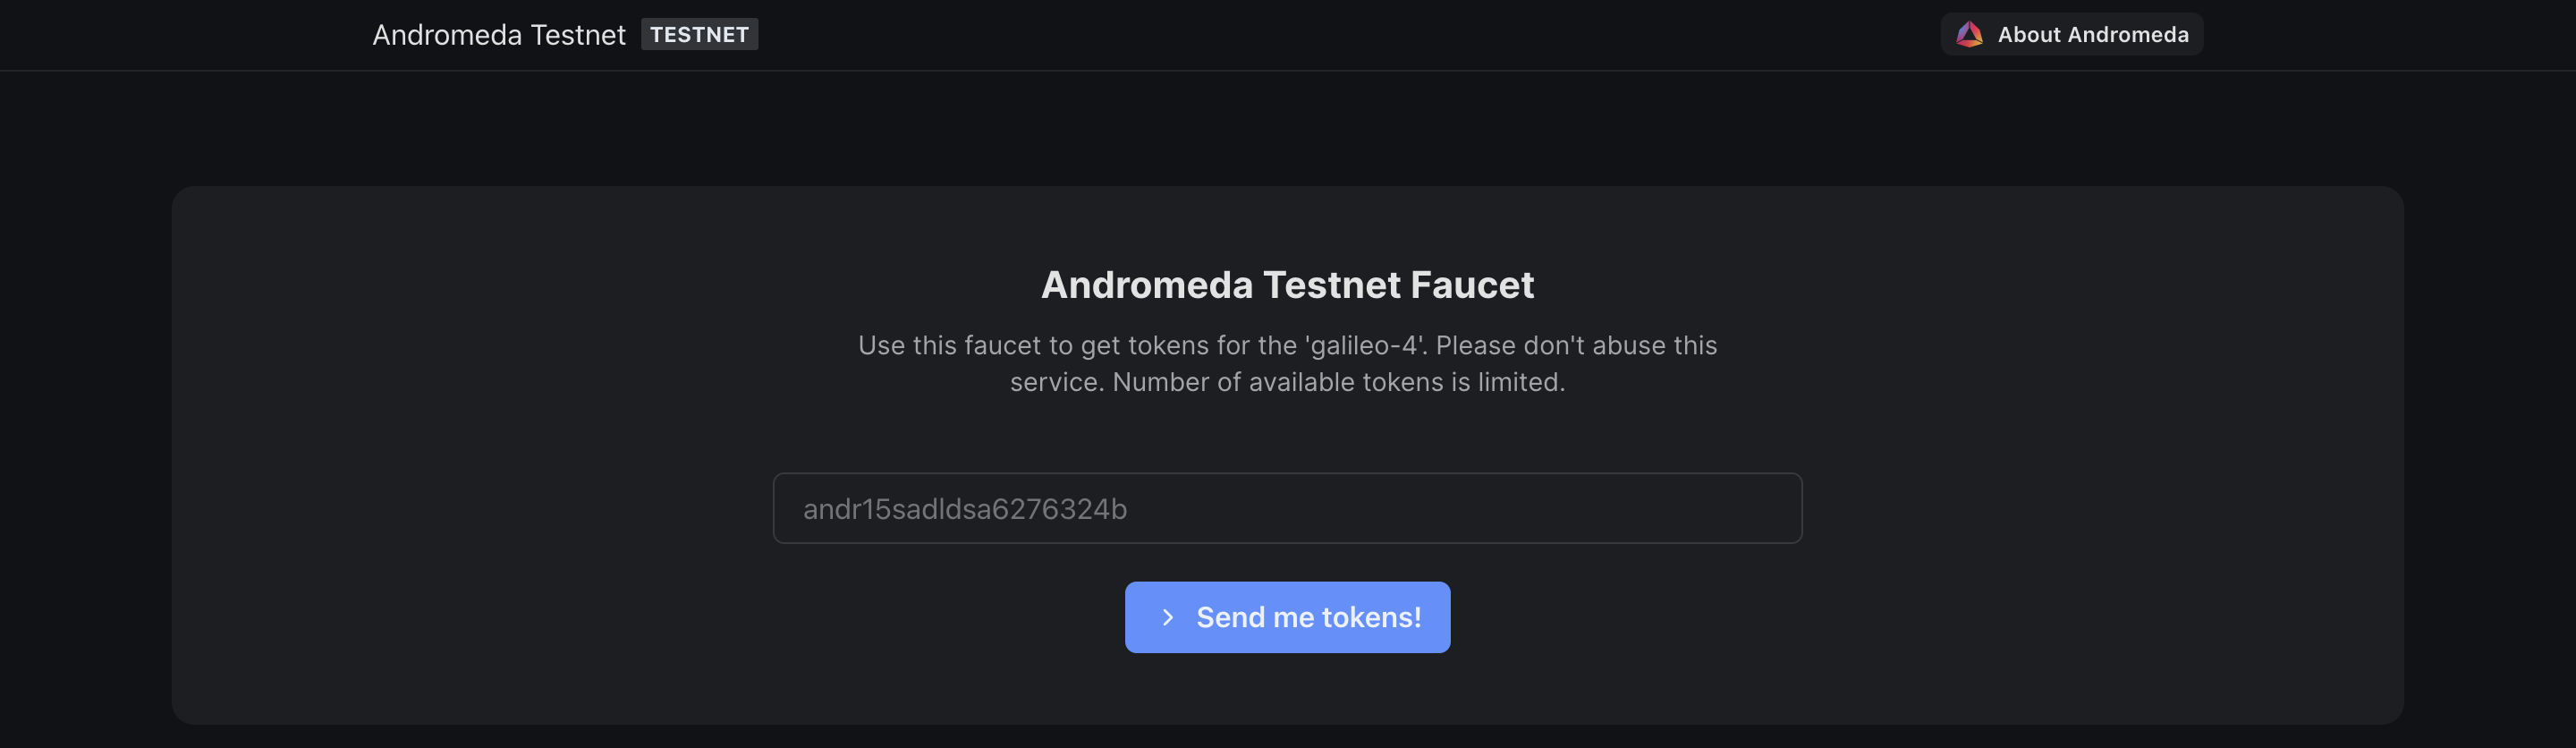 Andromeda Testnet TESTNET
About Andromeda
Andromeda Testnet Faucet
Use this faucet to get tokens for the 'galileo-4'. Please don't abuse this
service. Number of available tokens is limited.
andr15sadldsa6276324b
Send me tokens!